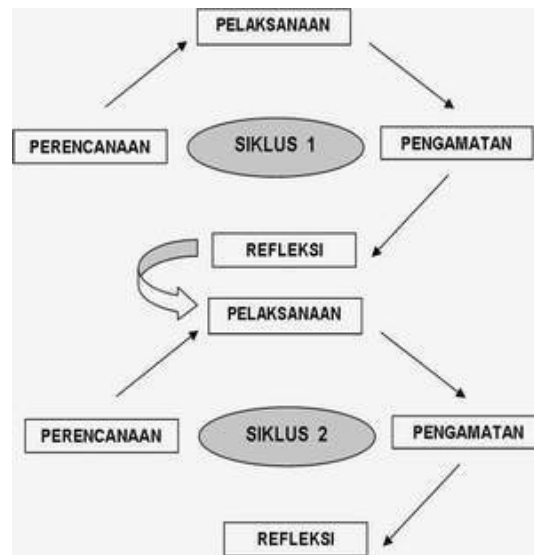 PELAKSANAAN
PERENCANAAN
SIKLUS 1
PENGAMATAN
REFLEKSI
PELAKSANAAN
PERENCANAAN
SIKLUS 2
PENGAMATAN
REFLEKSI